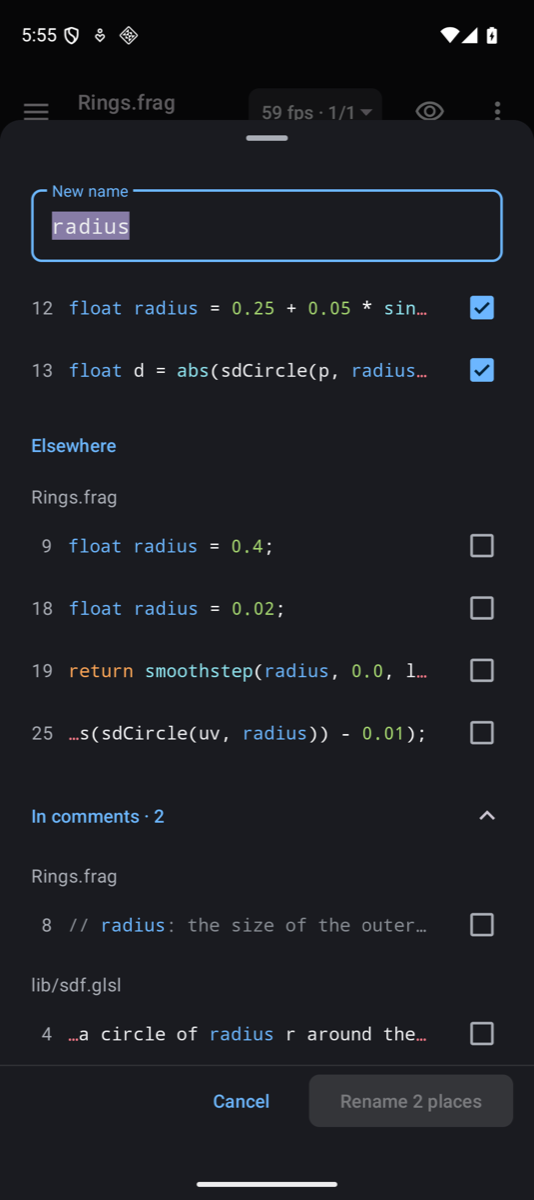 5:55
Rings.frag
59 fps · 1/1
New name
radius
12 float radius = 0.25 + 0.05 * sin…
13 float d = abs(sdCircle(p, radius…
Elsewhere
Rings.frag
9 float radius = 0.4;
18 float radius = 0.02;
19 return smoothstep(radius, 0.0, l…
25 …s(sdCircle(uv, radius)) - 0.01);
In comments · 2
Rings.frag
8 // radius: the size of the outer…
lib/sdf.glsl
4 …a circle of radius r around the…
Cancel
Rename 2 places